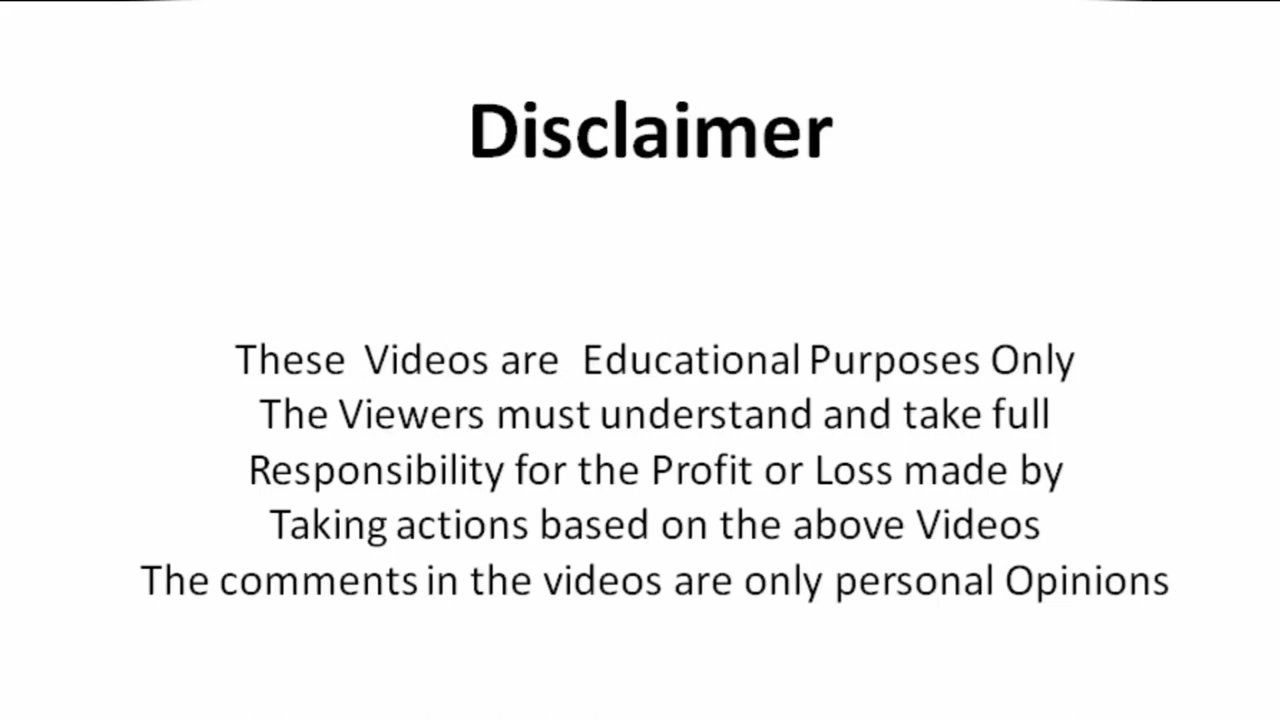 Disclaimer
These Videos are Educational Purposes Only
The Viewers must understand and take full
Responsibility for the Profit or Loss made by
Taking actions based on the above Videos
The comments in the videos are only personal Opinions